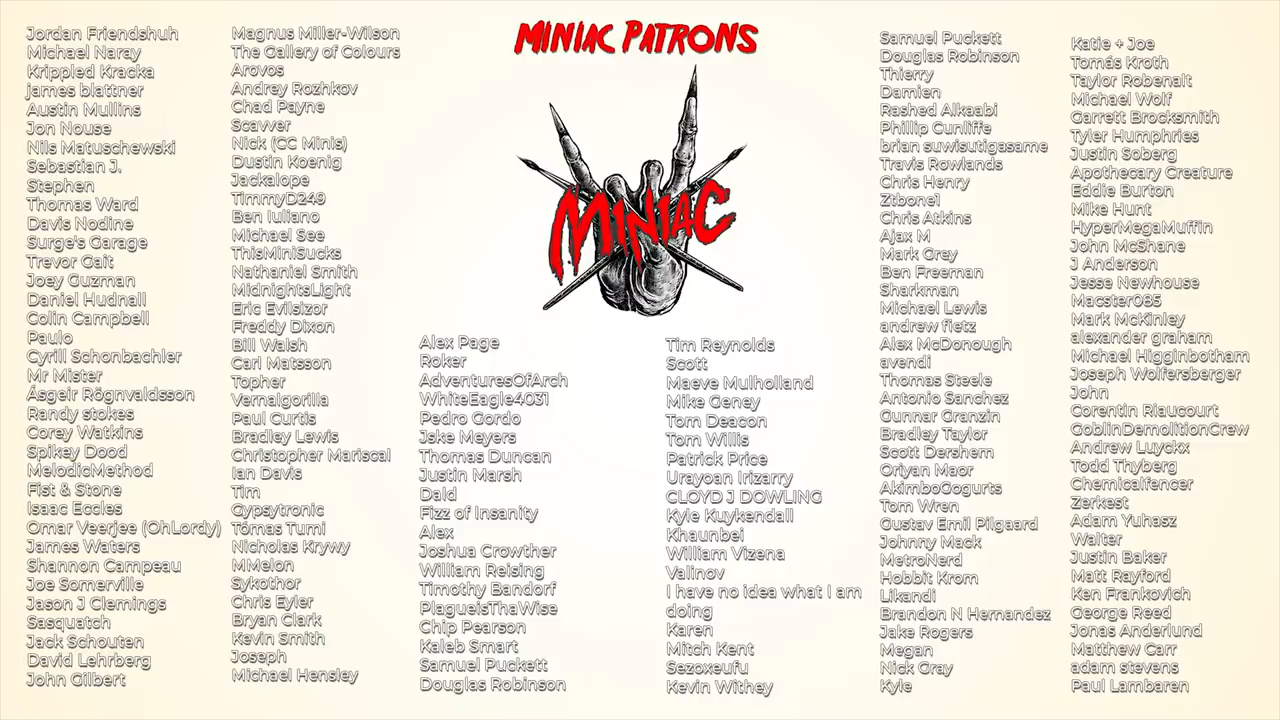 Jordan Friendshuh
Michael Naray
Krippled Kracka
james blattner
Austin Mullins
Jon Nouse
Nils Matuschewski
Sebastian J.
Stephen
Thomas Ward
Davis Nodine
Surge's Garage
Trevor Gait
Joey Guzman
Daniel Hudnall
Colin Campbell
Paulo
Cyrill Schonbachler
Mr Mister
Ásgeir Rögnvaldsson
Randy stokes
Corey Watkins
Spikey Dood
MelodicMethod
Fist & Stone
Isaac Eccles
Omar Veerjee (OhLordy)
James Waters
Shannon Campeau
Joe Somerville
Jason J Clemings
Sasquatch
Jack Schouten
David Lehrberg
John Gilbert
Magnus Miller-Wilson
The Gallery of Colours
Arovos
Andrey Rozhkov
Chad Payne
Scavver
Nick (CC Minis)
Dustin Koenig
Jackalope
TimmyD249
Ben Iuliano
Michael See
ThisMiniSucks
Nathaniel Smith
MidnightsLight
Eric Evilsizor
Freddy Dixon
Bill Walsh
Carl Matsson
Topher
Vernalgorilla
Paul Curtis
Bradley Lewis
Christopher Mariscal
Ian Davis
Tim
Gypsytronic
Tómas Turni
Nicholas Krywy
MMelon
Sykothor
Chris Eyler
Bryan Clark
Kevin Smith
Joseph
Michael Hensley
MINIAC PATRONS
MINIAC
Alex Page
Roker
AdventuresOfArch
WhiteEagle4031
Pedro Gordo
Jske Meyers
Thomas Duncan
Justin Marsh
Dald
Fizz of Insanity
Alex
Joshua Crowther
William Reising
Timothy Bandorf
PlagueisThaWise
Chip Pearson
Kaleb Smart
Samuel Puckett
Douglas Robinson
Tim Reynolds
Scott
Maeve Mulholland
Mike Geney
Tom Deacon
Tom Willis
Patrick Price
Urayoan Irizarry
CLOYD J DOWLING
Kyle Kuykendall
Khaunbei
William Vizena
Valinov
I have no idea what I am
doing
Karen
Mitch Kent
Sezoxeufu
Kevin Withey
Samuel Puckett
Douglas Robinson
Thierry
Damien
Rashed Alkaabi
Phillip Cunliffe
brian suwisutigasame
Travis Rowlands
Chris Henry
Ztbone1
Chris Atkins
Ajax M
Mark Grey
Ben Freeman
Sharkman
Michael Lewis
andrew fietz
Alex McDonough
avendi
Thomas Steele
Antonio Sanchez
Gunnar Granzin
Bradley Taylor
Scott Dershem
Oriyan Maor
AkimboGogurts
Tom Wren
Gustav Emil Pilgaard
Johnny Mack
MetroNerd
Hobbit Krom
Likandi
Brandon N Hernandez
Jake Rogers
Megan
Nick Gray
Kyle
Katie + Joe
Tomás Kroth
Taylor Robenalt
Michael Wolf
Garrett Brocksmith
Tyler Humphries
Justin Soberg
Apothecary Creature
Eddie Burton
Mike Hunt
HyperMegaMuffin
John McShane
J Anderson
Jesse Newhouse
Macster085
Mark McKinley
alexander graham
Michael Higginbotham
Joseph Wolfersberger
John
Corentin Riaucourt
GoblinDemolitionCrew
Andrew Luyckx
Todd Thyberg
Chemicalfencer
Zerkest
Adam Yuhasz
Walter
Justin Baker
Matt Rayford
Ken Frankovich
George Reed
Jonas Anderlund
Matthew Carr
adam stevens
Paul Lambaren